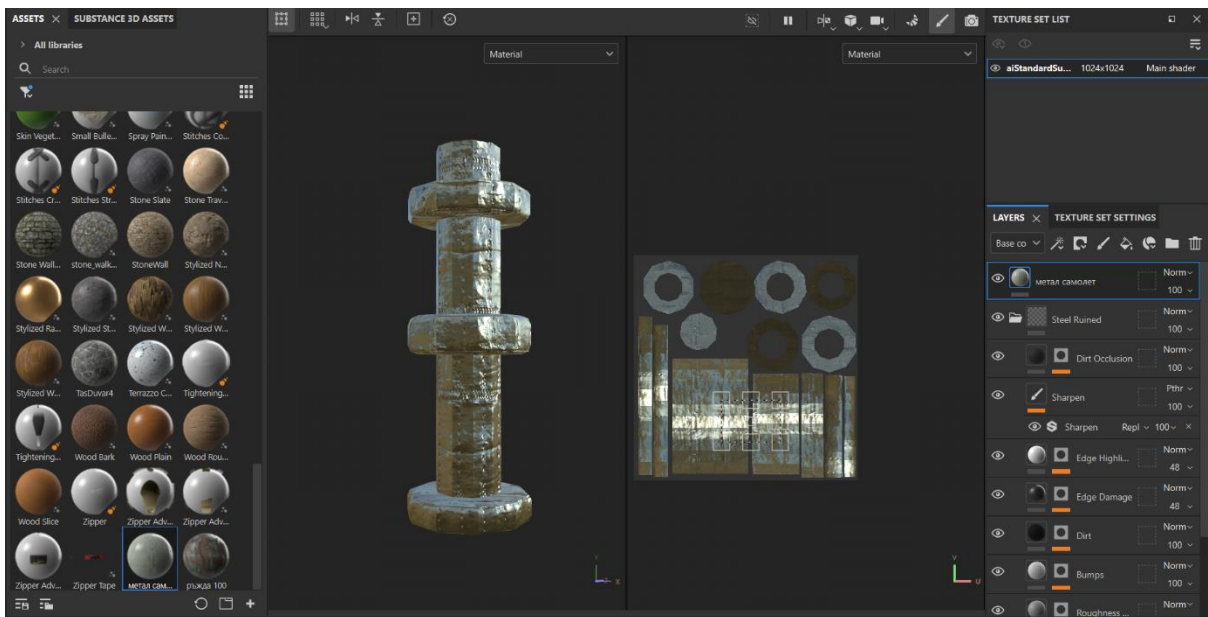 ASSETS × SUBSTANCE 3D ASSETS
All libraries
Search
Skin Veget... Small Bulle... Spray Pain... Stitches Co...
Stitches Cr... Stitches Str... Stone Slate Stone Trav...
Stone Wall... stone_walk... StoneWall Stylized N...
Stylized Ra... Stylized St... Stylized W... Stylized W...
Stylized W... TasDuvar4 Terrazzo C... Tightening...
Tightening... Wood Bark Wood Plain Wood Rou...
Wood Slice Zipper Zipper Adv... Zipper Adv...
Zipper Adv... Zipper Tape метал сам... ръжда 100
Material
Y
X
Material
V
U
TEXTURE SET LIST
aiStandardSu... 1024x1024 Main shader
LAYERS × TEXTURE SET SETTINGS
Base co
метал самолет Norm
100
Steel Ruined Norm
100
Dirt Occlusion Norm
100
Sharpen Pthr
100
Sharpen Repl 100 ×
Edge Highli... Norm
48
Edge Damage Norm
48
Dirt Norm
100
Bumps Norm
100
Roughness ... Norm